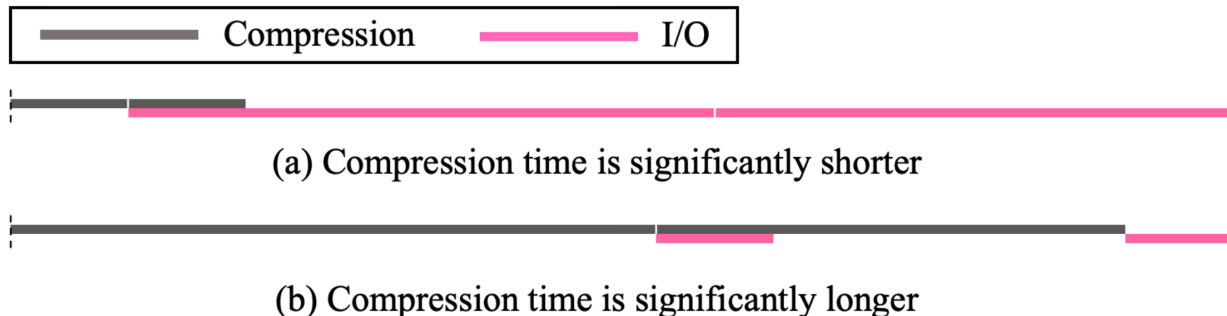 Compression I/O
(a) Compression time is significantly shorter
(b) Compression time is significantly longer